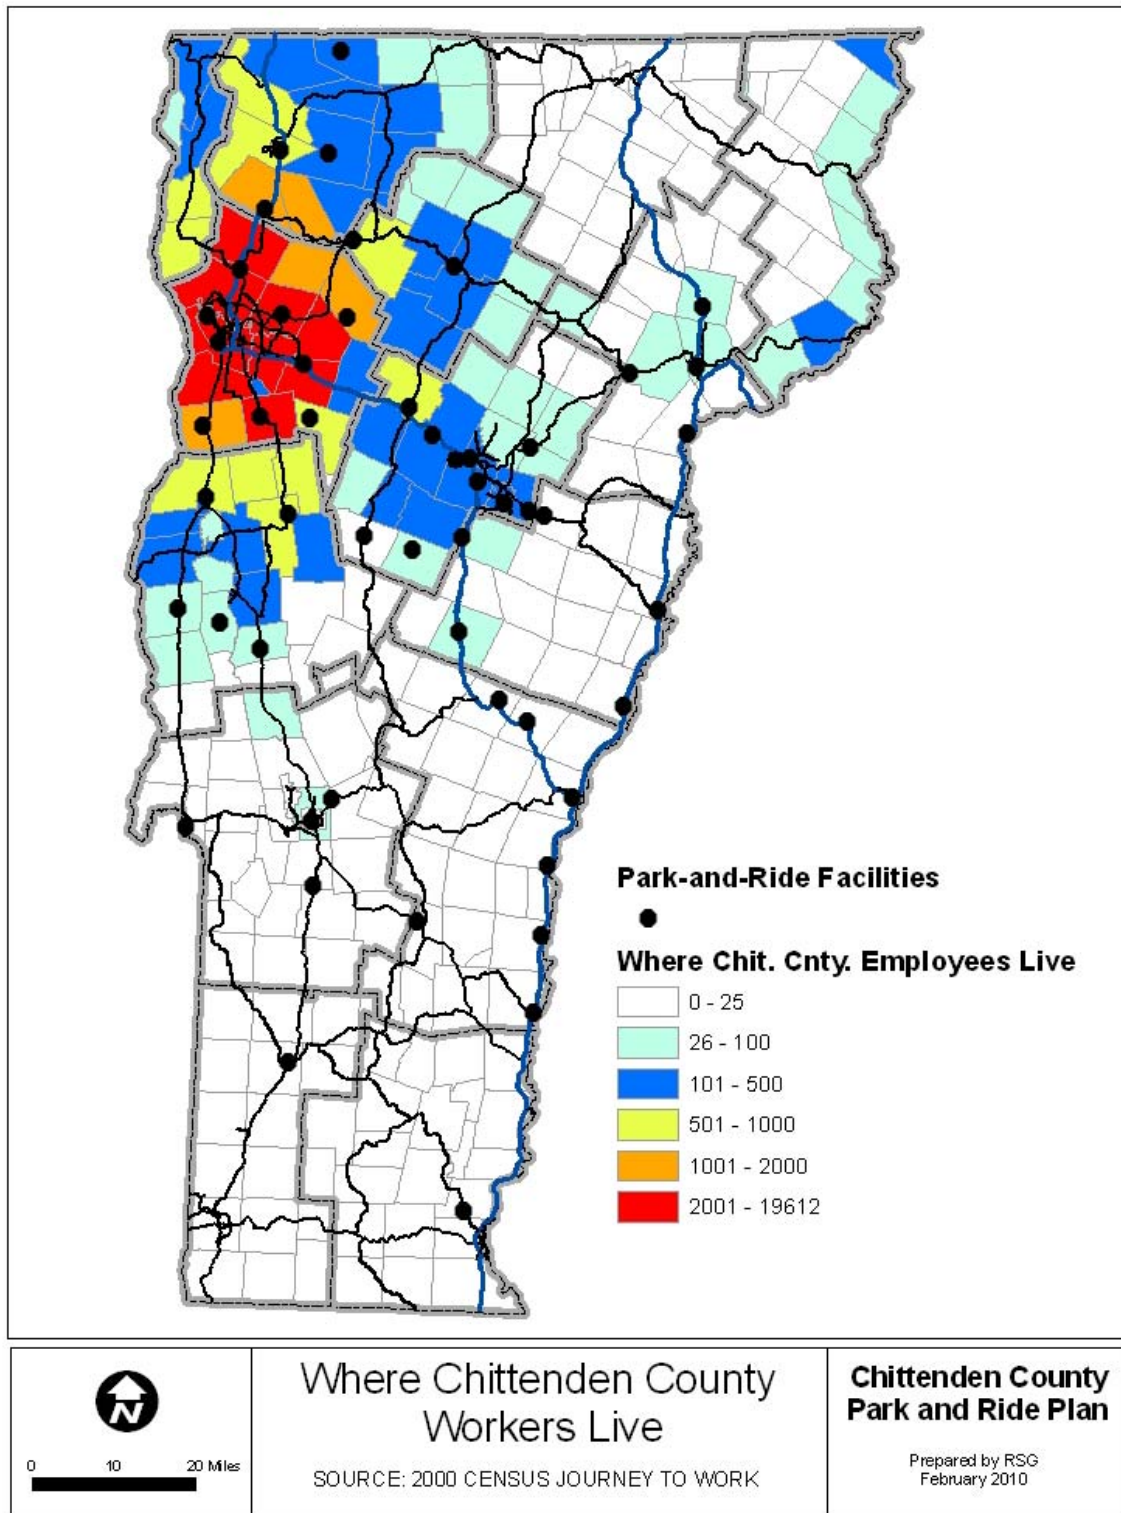 Park-and-Ride Facilities
Where Chit. Cnty. Employees Live
0 - 25
26 - 100
101 - 500
501 - 1000
1001 - 2000
2001 - 19612
N
0 10 20 Miles
Where Chittenden County
Workers Live
SOURCE: 2000 CENSUS JOURNEY TO WORK
Chittenden County
Park and Ride Plan
Prepared by RSG
February 2010